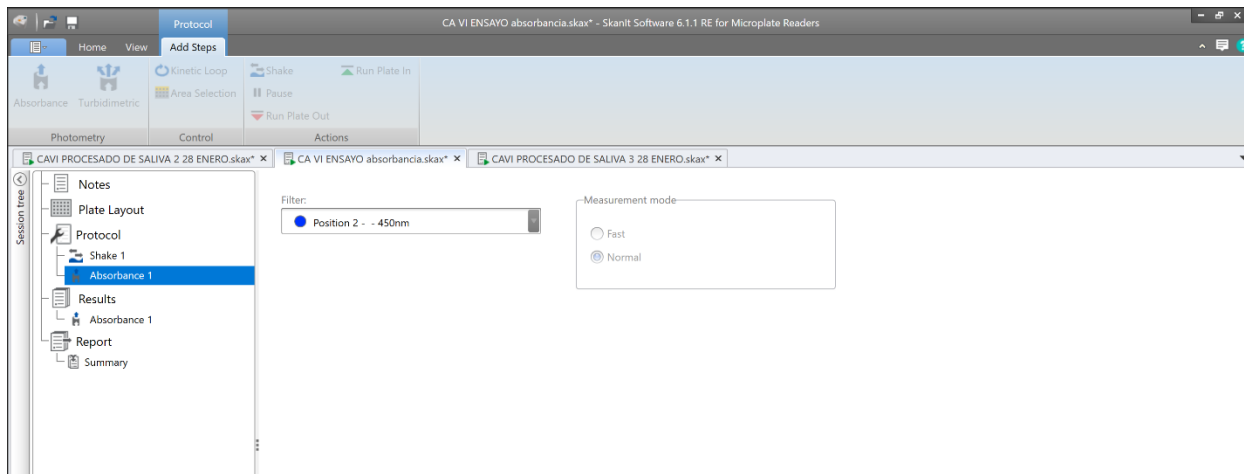 Protocol
CA VI ENSAYO absorbancia.skax* - SkanIt Software 6.1.1 RE for Microplate Readers
Home View Add Steps
Absorbance Turbidimetric
Kinetic Loop
Area Selection
Shake Run Plate In
Pause
Run Plate Out
Photometry Control Actions
CAVI PROCESADO DE SALIVA 2 28 ENERO.skax* CA VI ENSAYO absorbancia.skax* CAVI PROCESADO DE SALIVA 3 28 ENERO.skax*
Session tree
Notes
Plate Layout
Protocol
Shake 1
Absorbance 1
Results
Absorbance 1
Report
Summary
Filter:
Position 2 - - 450nm
Measurement mode
Fast
Normal